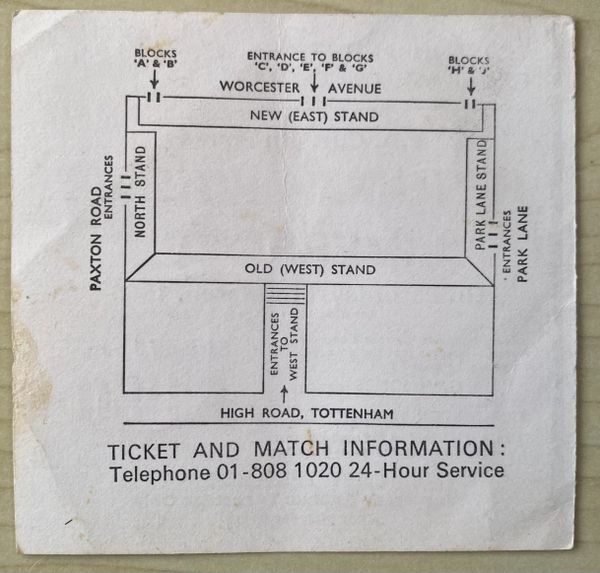 BLOCKS
'A' & 'B'
ENTRANCE TO BLOCKS
'C', 'D', 'E', 'F' & 'G'
BLOCKS
'H' & 'J'
WORCESTER AVENUE
NEW (EAST) STAND
PAXTON ROAD
ENTRANCES
NORTH STAND
PARK LANE STAND
ENTRANCES
PARK LANE
OLD (WEST) STAND
ENTRANCES
TO
WEST STAND
HIGH ROAD, TOTTENHAM
TICKET AND MATCH INFORMATION:
Telephone 01-808 1020 24-Hour Service